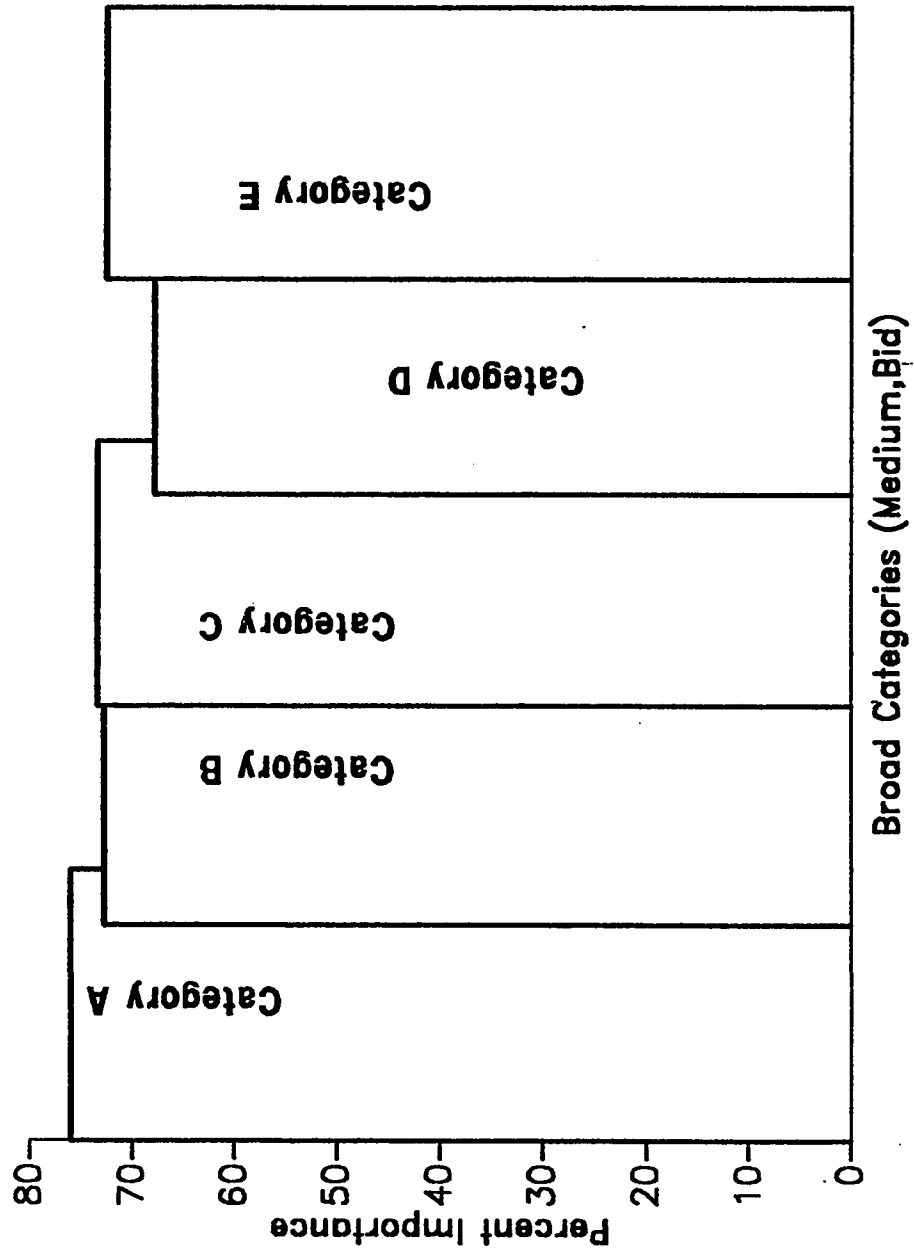 Percent Importance
80
70
60
50
40
30
20
10
0
Category A
Category B
Category C
Category D
Category E
Broad Categories (Medium,Bid)